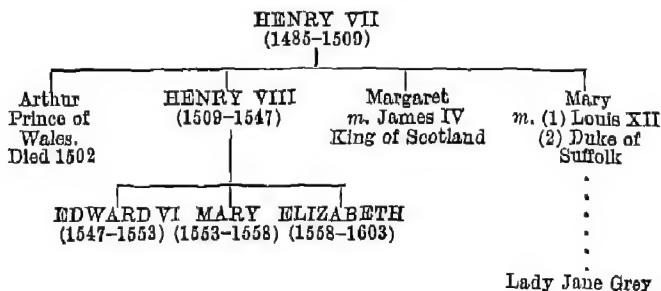 HENRY VII
(1485-1509)
Arthur
Prince of
Wales.
Died 1502
HENRY VIII
(1509-1547)
Margaret
m. James IV
King of Scotland
Mary
m. (1) Louis XII
(2) Duke of
Suffolk
EDWARD VI MARY ELIZABETH
(1547-1553) (1553-1558) (1558-1603)
Lady Jane Grey